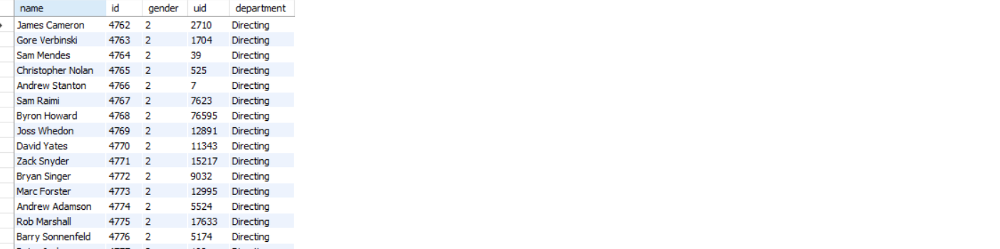 name id gender uid department
James Cameron 4762 2 2710 Directing
Gore Verbinski 4763 2 1704 Directing
Sam Mendes 4764 2 39 Directing
Christopher Nolan 4765 2 525 Directing
Andrew Stanton 4766 2 7 Directing
Sam Raimi 4767 2 7623 Directing
Byron Howard 4768 2 76595 Directing
Joss Whedon 4769 2 12891 Directing
David Yates 4770 2 11343 Directing
Zack Snyder 4771 2 15217 Directing
Bryan Singer 4772 2 9032 Directing
Marc Forster 4773 2 12995 Directing
Andrew Adamson 4774 2 5524 Directing
Rob Marshall 4775 2 17633 Directing
Barry Sonnenfeld 4776 2 5174 Directing